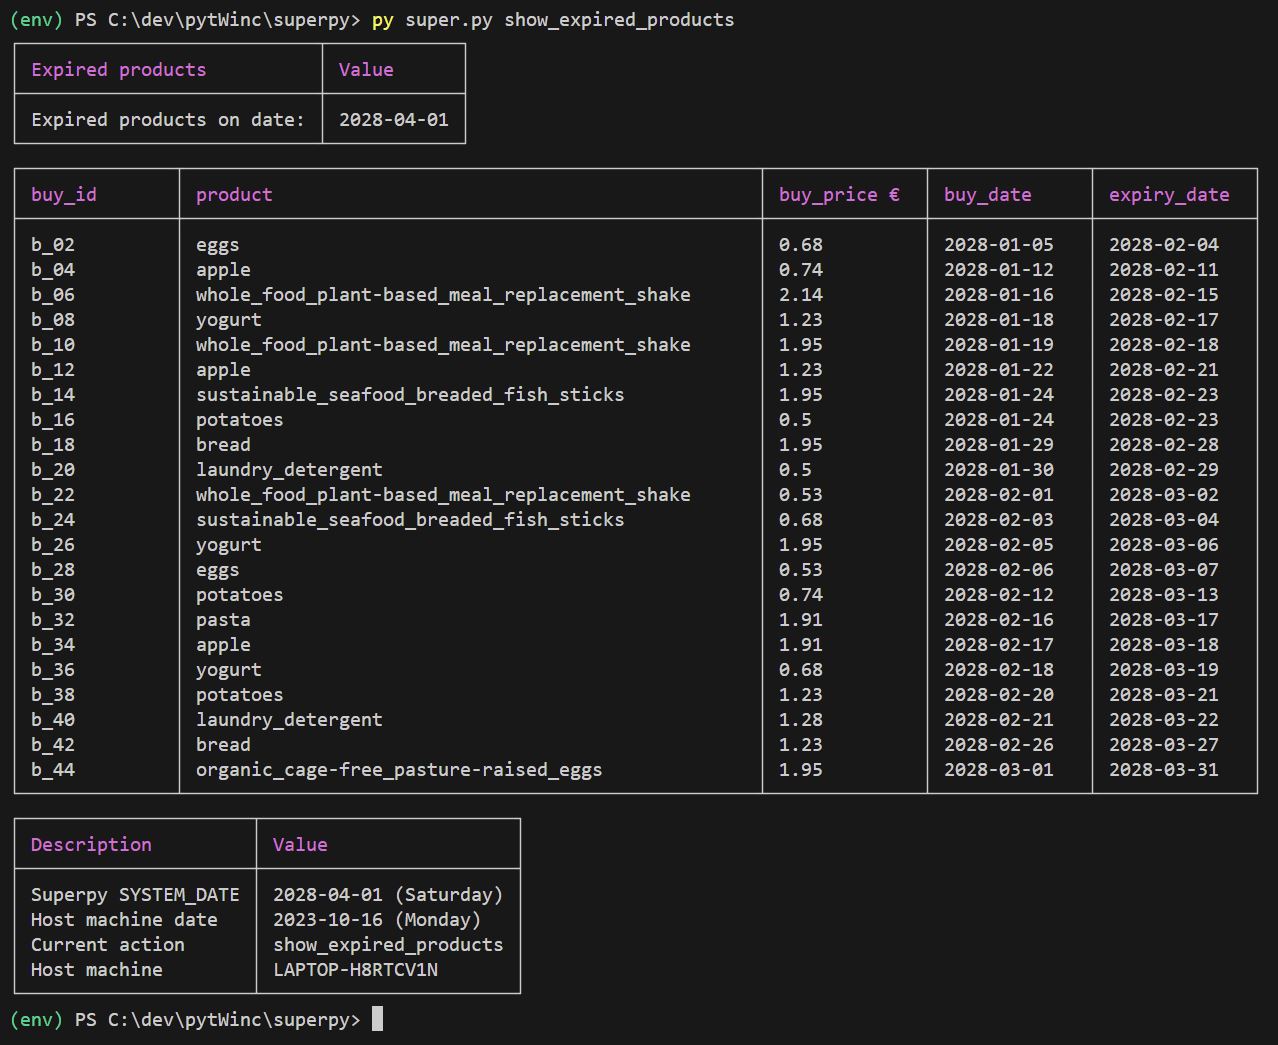 (env) PS C:\dev\pytWinc\superpy> py super.py show_expired_products
Expired products Value
Expired products on date: 2028-04-01
buy_id product buy_price € buy_date expiry_date
b_02 eggs 0.68 2028-01-05 2028-02-04
b_04 apple 0.74 2028-01-12 2028-02-11
b_06 whole_food_plant-based_meal_replacement_shake 2.14 2028-01-16 2028-02-15
b_08 yogurt 1.23 2028-01-18 2028-02-17
b_10 whole_food_plant-based_meal_replacement_shake 1.95 2028-01-19 2028-02-18
b_12 apple 1.23 2028-01-22 2028-02-21
b_14 sustainable_seafood_breaded_fish_sticks 1.95 2028-01-24 2028-02-23
b_16 potatoes 0.5 2028-01-24 2028-02-23
b_18 bread 1.95 2028-01-29 2028-02-28
b_20 laundry_detergent 0.5 2028-01-30 2028-02-29
b_22 whole_food_plant-based_meal_replacement_shake 0.53 2028-02-01 2028-03-02
b_24 sustainable_seafood_breaded_fish_sticks 0.68 2028-02-03 2028-03-04
b_26 yogurt 1.95 2028-02-05 2028-03-06
b_28 eggs 0.53 2028-02-06 2028-03-07
b_30 potatoes 0.74 2028-02-12 2028-03-13
b_32 pasta 1.91 2028-02-16 2028-03-17
b_34 apple 1.91 2028-02-17 2028-03-18
b_36 yogurt 0.68 2028-02-18 2028-03-19
b_38 potatoes 1.23 2028-02-20 2028-03-21
b_40 laundry_detergent 1.28 2028-02-21 2028-03-22
b_42 bread 1.23 2028-02-26 2028-03-27
b_44 organic_cage-free_pasture-raised_eggs 1.95 2028-03-01 2028-03-31
Description Value
Superpy SYSTEM_DATE 2028-04-01 (Saturday)
Host machine date 2023-10-16 (Monday)
Current action show_expired_products
Host machine LAPTOP-H8RTCV1N
(env) PS C:\dev\pytWinc\superpy>